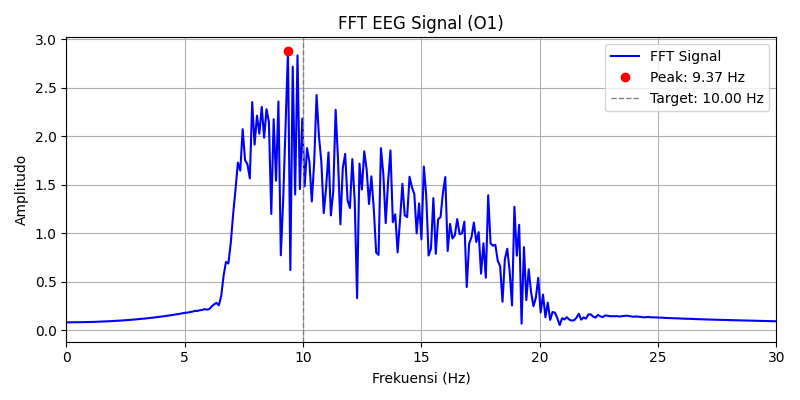 FFT EEG Signal (O1)
FFT Signal
Peak: 9.37 Hz
Target: 10.00 Hz
Amplitudo
3.0
2.5
2.0
1.5
1.0
0.5
0.0
0 5 10 15 20 25 30
Frekuensi (Hz)